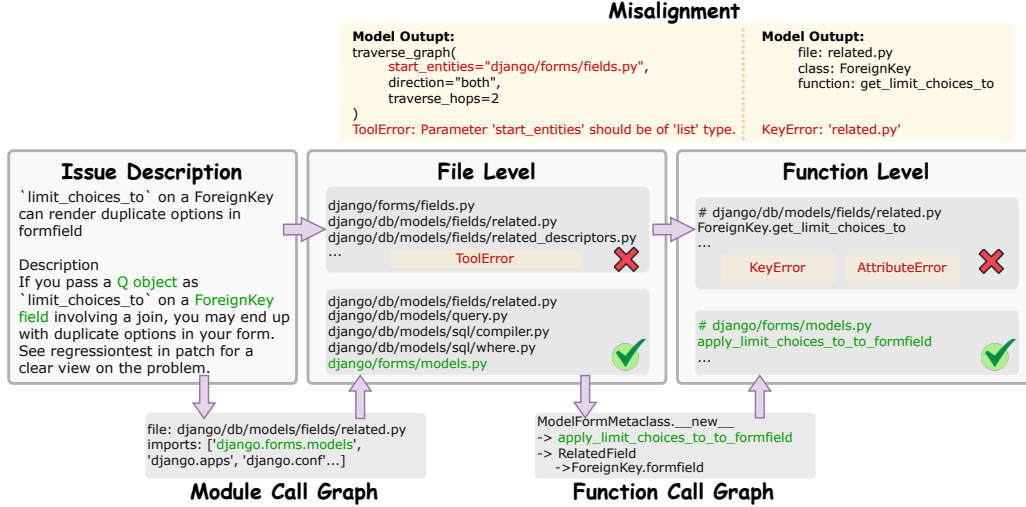 Misalignment
Model Outupt:
traverse_graph(
start_entities="django/forms/fields.py",
direction="both",
traverse_hops=2
)
ToolError: Parameter 'start_entities' should be of 'list' type.
Model Outupt:
file: related.py
class: ForeignKey
function: get_limit_choices_to
KeyError: 'related.py'
Issue Description
`limit_choices_to` on a ForeignKey
can render duplicate options in
formfield
Description
If you pass a Q object as
`limit_choices_to` on a ForeignKey
field involving a join, you may end up
with duplicate options in your form.
See regressiontest in patch for a
clear view on the problem.
File Level
django/forms/fields.py
django/db/models/fields/related.py
django/db/models/fields/related_descriptors.py
...
ToolError
django/db/models/fields/related.py
django/db/models/query.py
django/db/models/sql/compiler.py
django/db/models/sql/where.py
django/forms/models.py
Function Level
# django/db/models/fields/related.py
ForeignKey.get_limit_choices_to
...
KeyError
AttributeError
# django/forms/models.py
apply_limit_choices_to_to_formfield
...
file: django/db/models/fields/related.py
imports: ['django.forms.models',
'django.apps', 'django.conf'...]
Module Call Graph
ModelFormMetaclass.__new__
-> apply_limit_choices_to_to_formfield
-> RelatedField
->ForeignKey.formfield
Function Call Graph